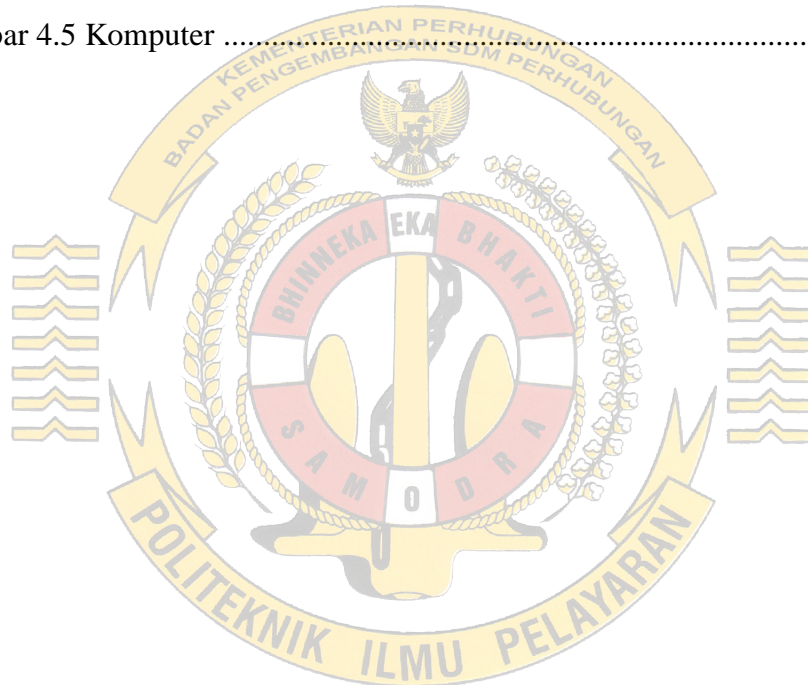 bar 4.5 Komputer ........................................................................
KEMENTERIAN PERHUBUNGAN
BADAN PENGEMBANGAN SDM PERHUBUNGAN
BHINNEKA EKA BHAKTI
SAMODRA
POLITEKNIK ILMU PELAYARAN